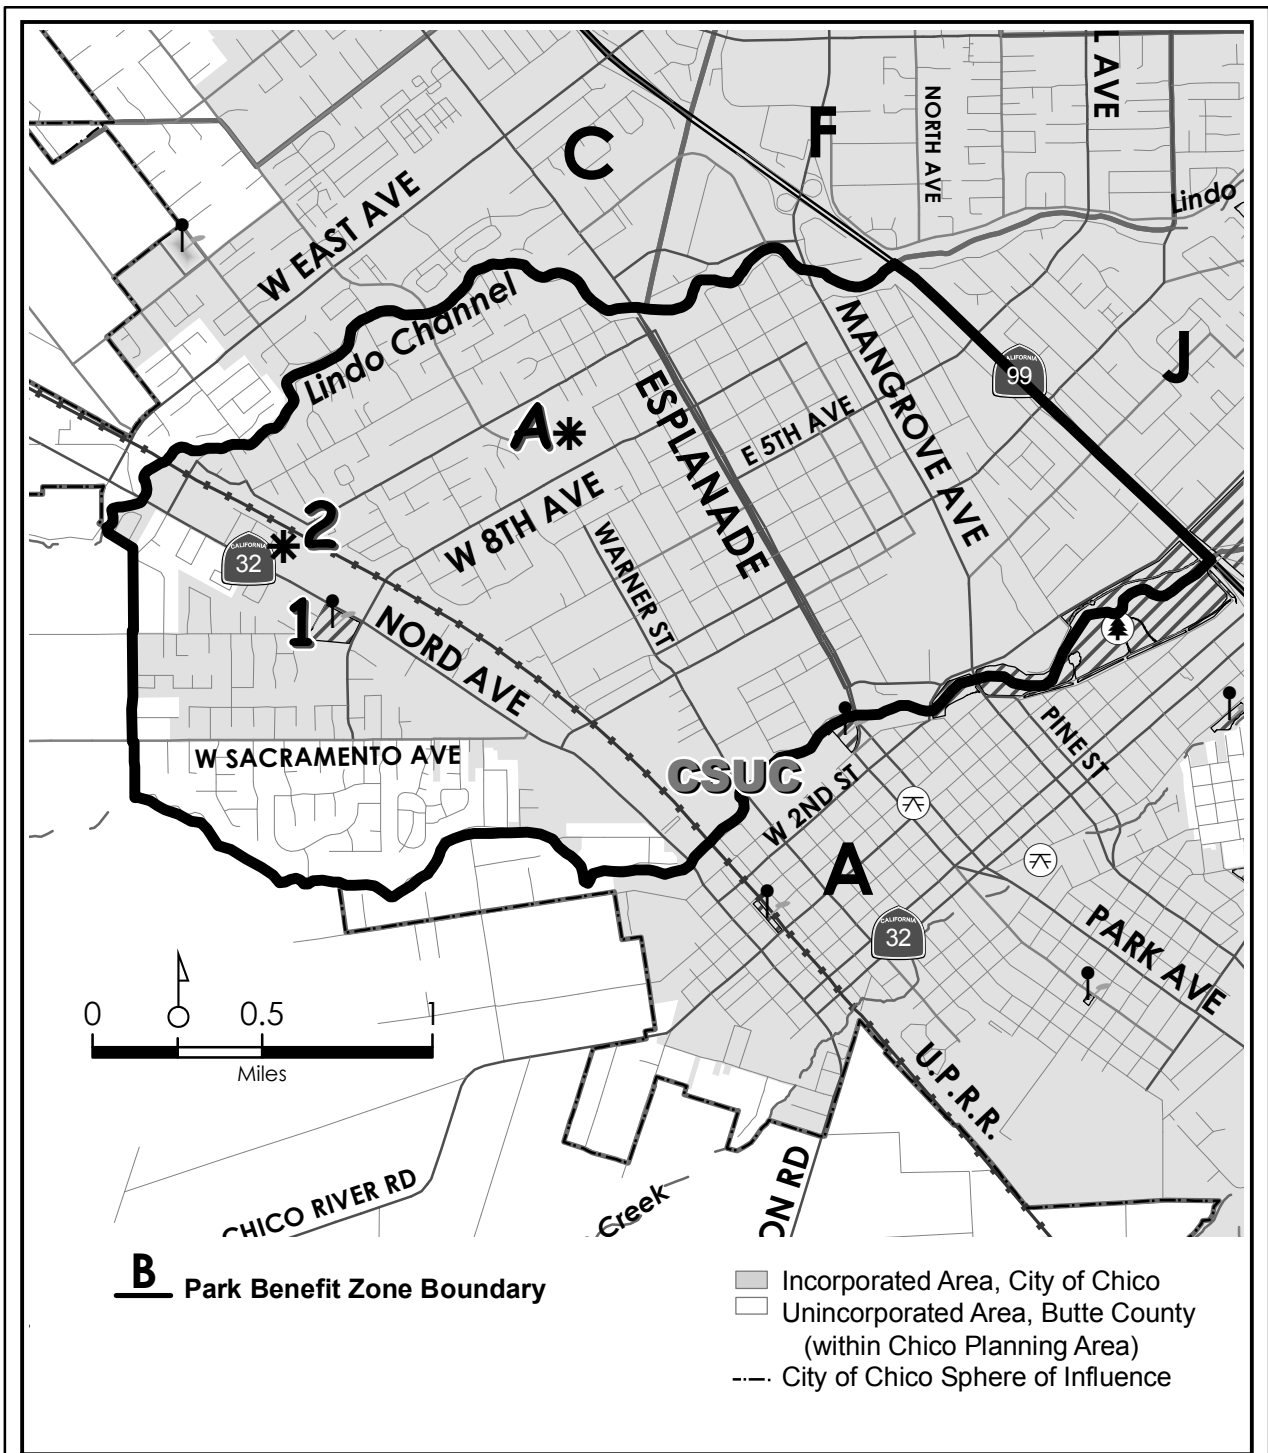 L AVE
F
C
NORTH AVE
Lindo
W EAST AVE
Lindo Channel
MANGROVE AVE
J
CALIFORNIA
99
ESPLANADE
A
E 5TH AVE
W 8TH AVE
2
WARNER ST
CALIFORNIA
32
1
NORD AVE
PINE ST
W SACRAMENTO AVE
CSUC
W 2ND ST
A
CALIFORNIA
32
PARK AVE
0 0.5 1
Miles
U.P.R.R.
CHICO RIVER RD
Creek
ON RD
B Park Benefit Zone Boundary
Incorporated Area, City of Chico
Unincorporated Area, Butte County
(within Chico Planning Area)
City of Chico Sphere of Influence